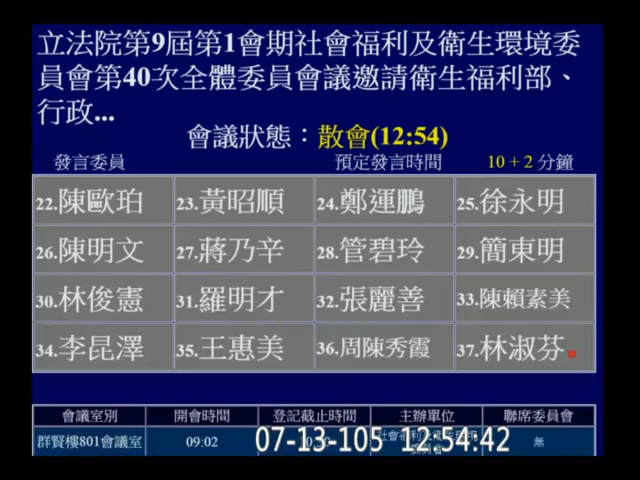 立法院第9屆第1會期社會福利及衛生環境委
員會第40次全體委員會議邀請衛生福利部、
行政...
會議狀態：散會(12:54)
發言委員 預定發言時間 10 + 2 分鐘
22.陳歐珀 23.黃昭順 24.鄭運鵬 25.徐永明
26.陳明文 27.蔣乃辛 28.管碧玲 29.簡東明
30.林俊憲 31.羅明才 32.張麗善 33.陳賴素美
34.李昆澤 35.王惠美 36.周陳秀霞 37.林淑芬
會議室別 開會時間 登記截止時間 主辦單位 聯席委員會
群賢樓801會議室 09:02 無
07-13-105 12:54:42